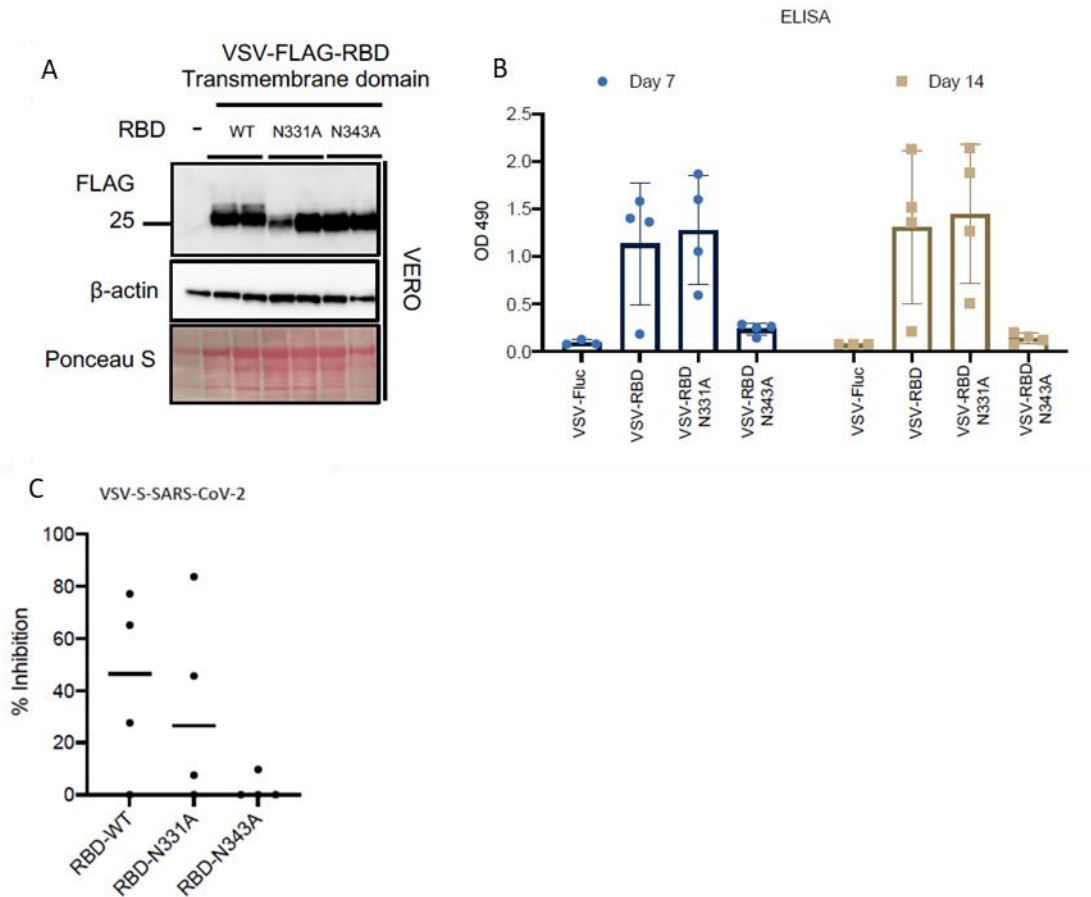 A
VSV-FLAG-RBD
Transmembrane domain
RBD - WT N331A N343A
FLAG
25
β-actin
Ponceau S
VERO
ELISA
B
Day 7
Day 14
2.5
2.0
1.5
1.0
0.5
0.0
OD 490
VSV-Fluc
VSV-RBD
VSV-RBD
N331A
VSV-RBD
N343A
VSV-Fluc
VSV-RBD
VSV-RBD
N331A
VSV-RBD
N343A
C
VSV-S-SARS-CoV-2
100
80
60
40
20
0
% Inhibition
RBD-WT
RBD-N331A
RBD-N343A